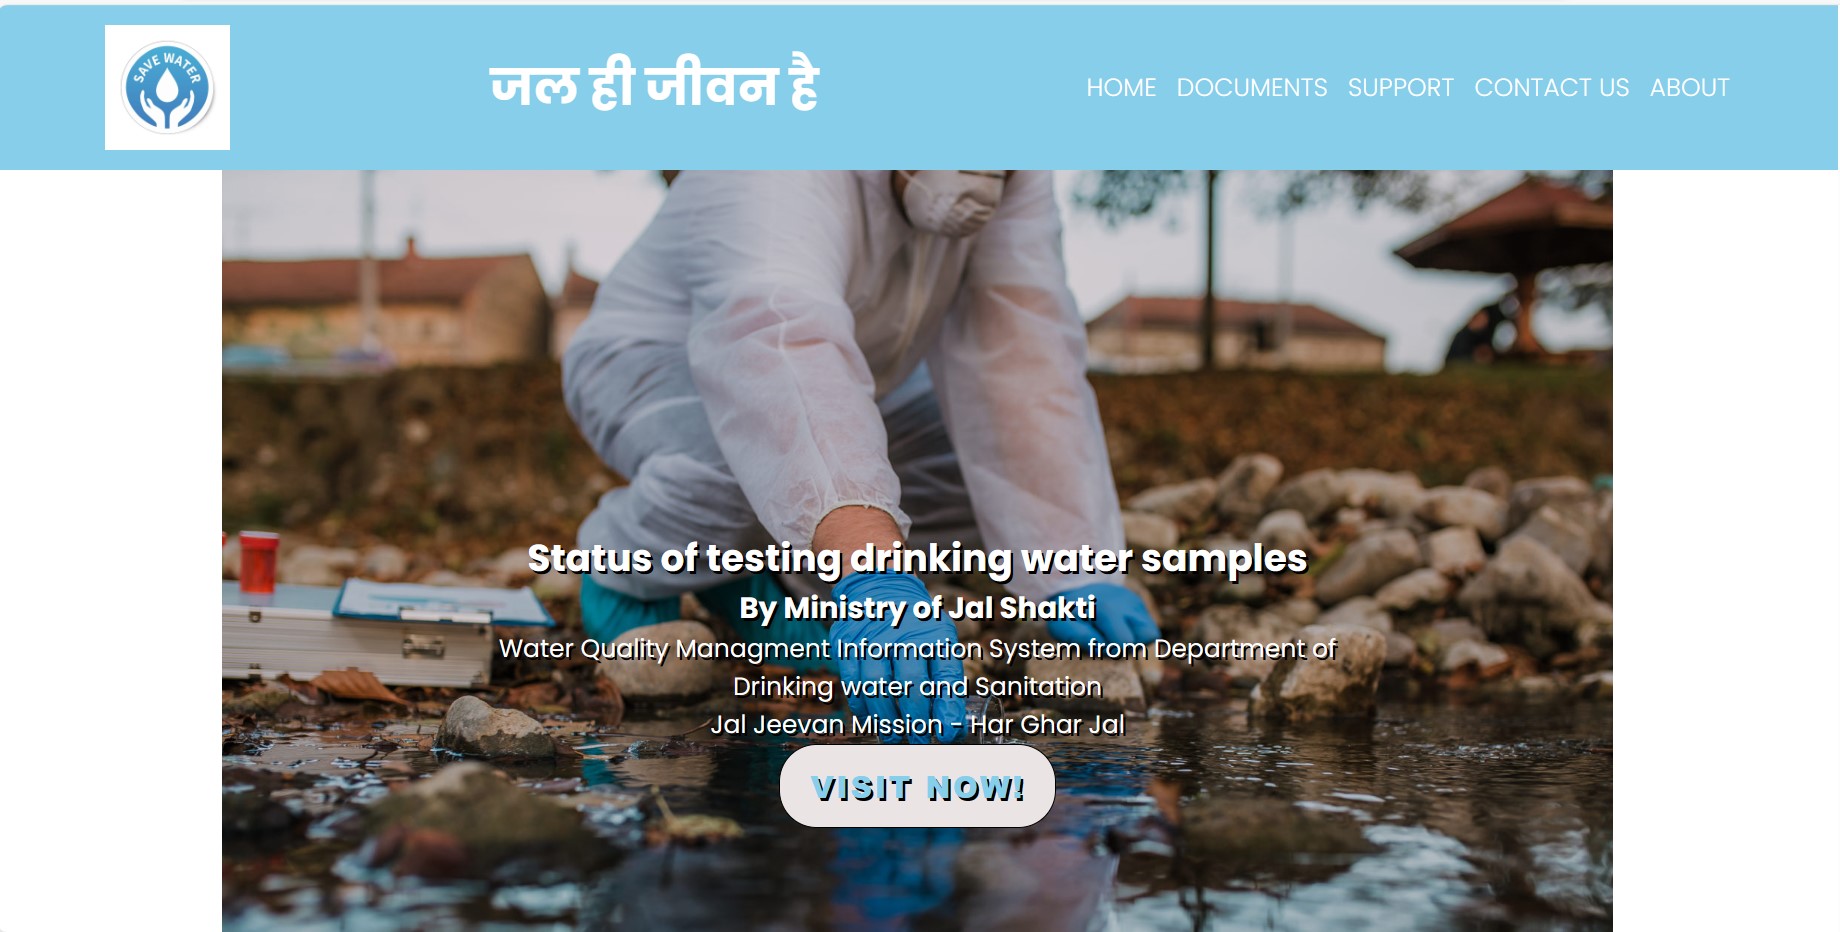 SAVE WATER
जल ही जीवन है
HOME DOCUMENTS SUPPORT CONTACT US ABOUT
Status of testing drinking water samples
By Ministry of Jal Shakti
Water Quality Managment Information System from Department of
Drinking water and Sanitation
Jal Jeevan Mission - Har Ghar Jal
VISIT NOW!